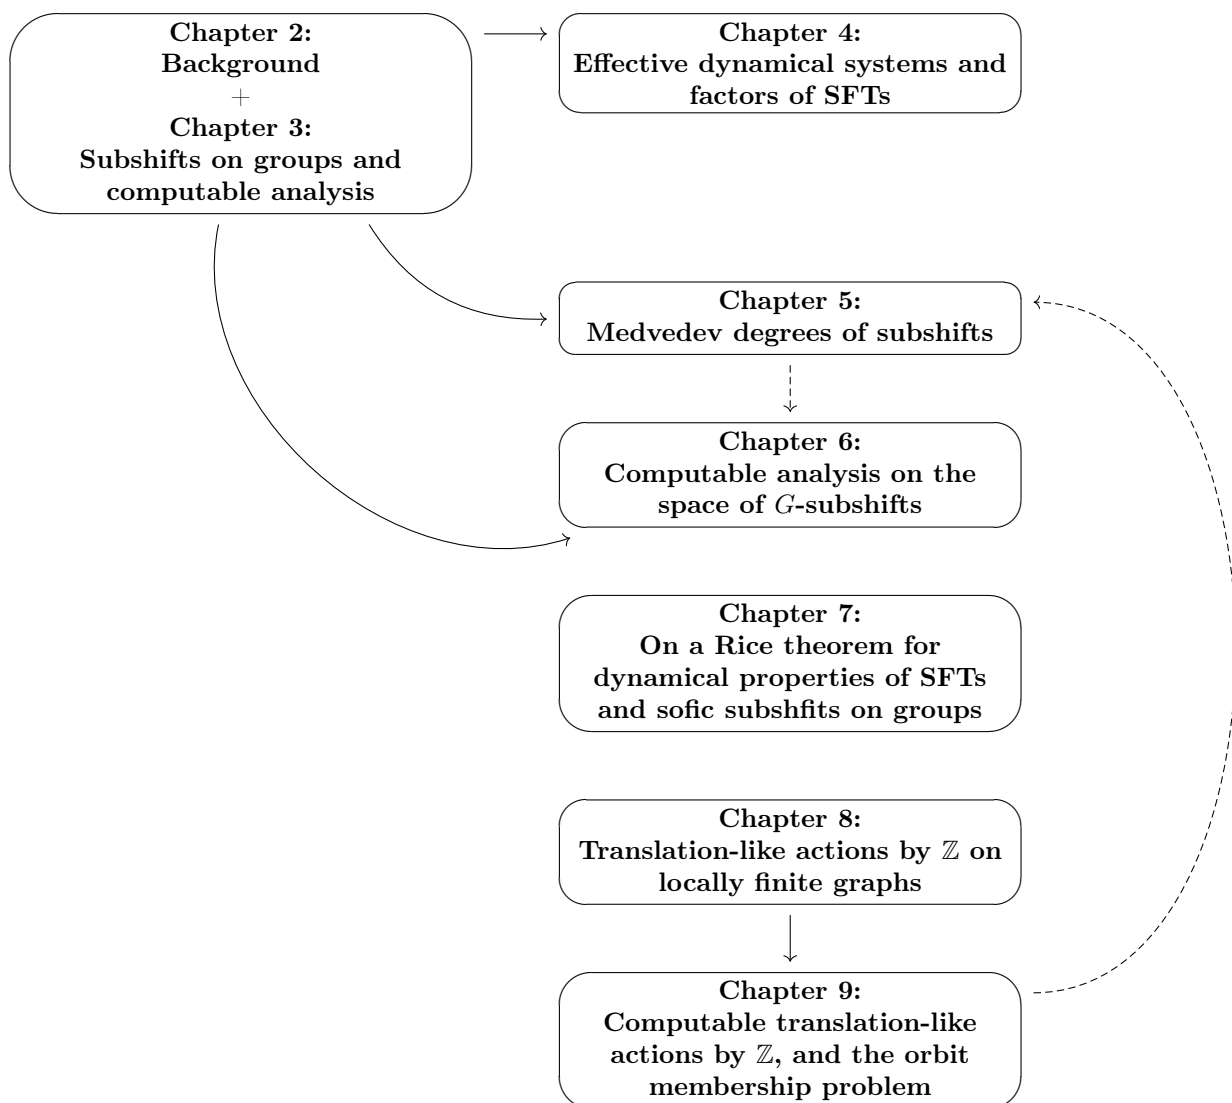 Chapter 2:
Background
+
Chapter 3:
Subshifts on groups and
computable analysis
Chapter 4:
Effective dynamical systems and
factors of SFTs
Chapter 5:
Medvedev degrees of subshifts
Chapter 6:
Computable analysis on the
space of G-subshifts
Chapter 7:
On a Rice theorem for
dynamical properties of SFTs
and sofic subshfits on groups
Chapter 8:
Translation-like actions by ℤ on
locally finite graphs
Chapter 9:
Computable translation-like
actions by ℤ, and the orbit
membership problem